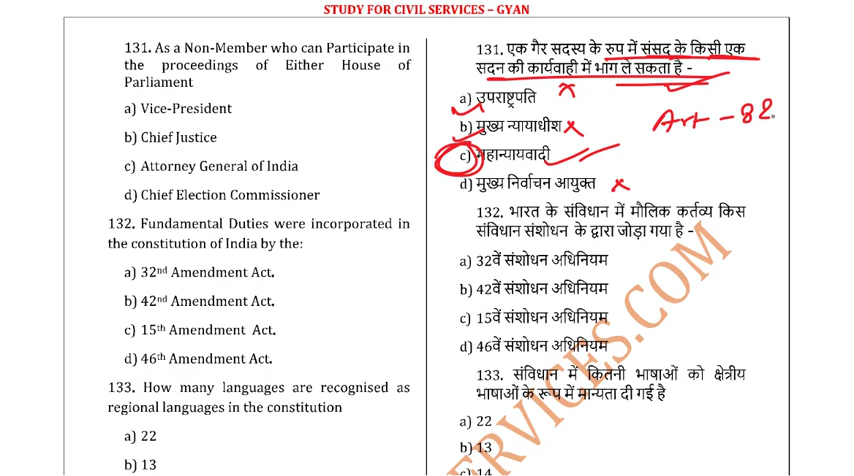 STUDY FOR CIVIL SERVICES – GYAN
131. As a Non-Member who can Participate in
the proceedings of Either House of
Parliament
a) Vice-President
b) Chief Justice
c) Attorney General of India
d) Chief Election Commissioner
132. Fundamental Duties were incorporated in
the constitution of India by the:
a) 32nd Amendment Act.
b) 42nd Amendment Act.
c) 15th Amendment Act.
d) 46th Amendment Act.
133. How many languages are recognised as
regional languages in the constitution
a) 22
b) 13
131. एक गैर सदस्य के रुप में संसद के किसी एक
सदन की कार्यवाही में भाग ले सकता है -
a) उपराष्ट्रपति
b) मुख्य न्यायाधीश
c) महान्यायवादी
d) मुख्य निर्वाचन आयुक्त
Art - 88
132. भारत के संविधान में मौलिक कर्तव्य किस
संविधान संशोधन के द्वारा जोड़ा गया है -
a) 32वें संशोधन अधिनियम
b) 42वें संशोधन अधिनियम
c) 15वें संशोधन अधिनियम
d) 46वें संशोधन अधिनियम
133. संविधान में कितनी भाषाओं को क्षेत्रीय
भाषाओं के रूप में मान्यता दी गई है
a) 22
b) 13
c) 14
SERVICES.COM